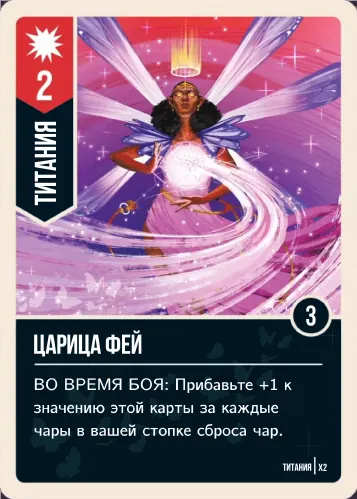 2
ТИТАНИЯ
3
ЦАРИЦА ФЕЙ
ВО ВРЕМЯ БОЯ: Прибавьте +1 к
значению этой карты за каждые
чары в вашей стопке сброса чар.
ТИТАНИЯ | X2